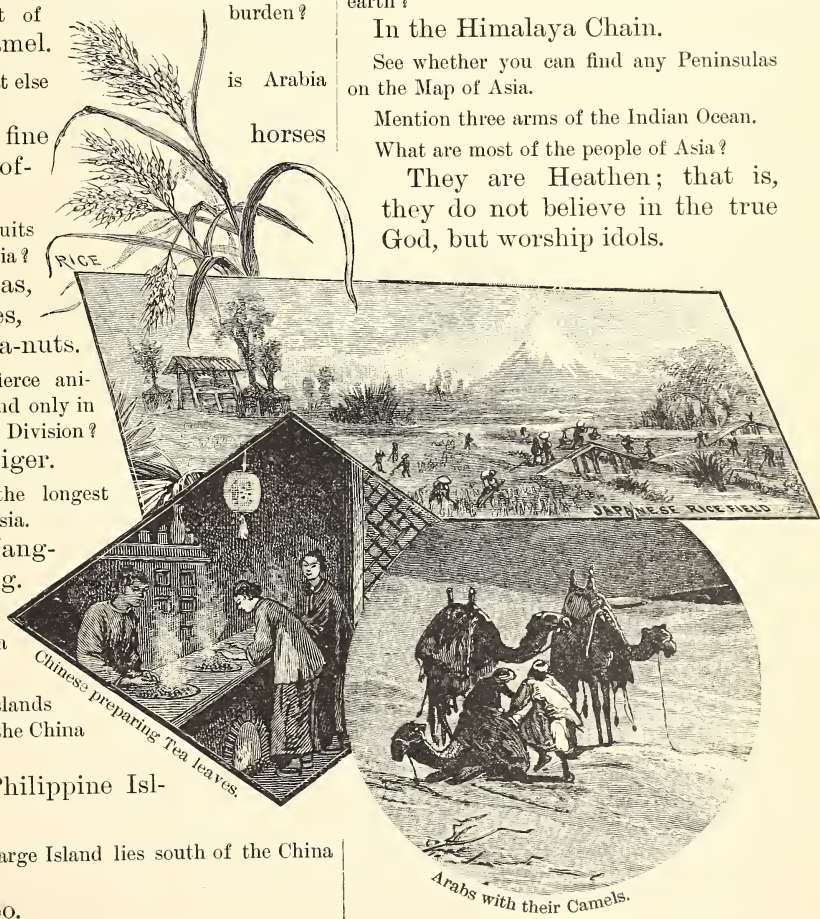 t of burden?
mel.
t else is Arabia
fine horses
of-
uits
ia?
as,
es,
a-nuts.
ierce ani-
nd only in
Division?
iger.
the longest
sia.
ang-
g.
a
slands
the China
Philippine Isl-
arge Island lies south of the China
o.
earth?
In the Himalaya Chain.
See whether you can find any Peninsulas
on the Map of Asia.
Mention three arms of the Indian Ocean.
What are most of the people of Asia?
They are Heathen; that is,
they do not believe in the true
God, but worship idols.
RICE
JAPANESE RICE FIELD
Chinese preparing Tea leaves.
Arabs with their Camels.